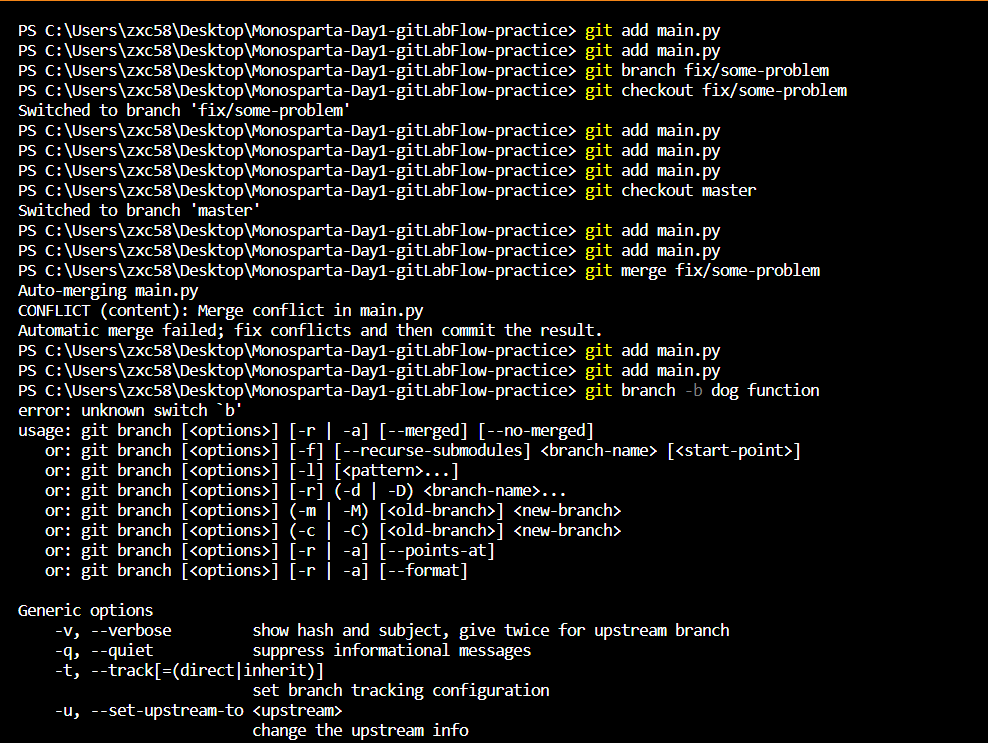 PS C:\Users\zxc58\Desktop\Monosparta-Day1-gitLabFlow-practice> git add main.py
PS C:\Users\zxc58\Desktop\Monosparta-Day1-gitLabFlow-practice> git add main.py
PS C:\Users\zxc58\Desktop\Monosparta-Day1-gitLabFlow-practice> git branch fix/some-problem
PS C:\Users\zxc58\Desktop\Monosparta-Day1-gitLabFlow-practice> git checkout fix/some-problem
Switched to branch 'fix/some-problem'
PS C:\Users\zxc58\Desktop\Monosparta-Day1-gitLabFlow-practice> git add main.py
PS C:\Users\zxc58\Desktop\Monosparta-Day1-gitLabFlow-practice> git add main.py
PS C:\Users\zxc58\Desktop\Monosparta-Day1-gitLabFlow-practice> git add main.py
PS C:\Users\zxc58\Desktop\Monosparta-Day1-gitLabFlow-practice> git checkout master
Switched to branch 'master'
PS C:\Users\zxc58\Desktop\Monosparta-Day1-gitLabFlow-practice> git add main.py
PS C:\Users\zxc58\Desktop\Monosparta-Day1-gitLabFlow-practice> git add main.py
PS C:\Users\zxc58\Desktop\Monosparta-Day1-gitLabFlow-practice> git merge fix/some-problem
Auto-merging main.py
CONFLICT (content): Merge conflict in main.py
Automatic merge failed; fix conflicts and then commit the result.
PS C:\Users\zxc58\Desktop\Monosparta-Day1-gitLabFlow-practice> git add main.py
PS C:\Users\zxc58\Desktop\Monosparta-Day1-gitLabFlow-practice> git add main.py
PS C:\Users\zxc58\Desktop\Monosparta-Day1-gitLabFlow-practice> git branch -b dog function
error: unknown switch `b'
usage: git branch [<options>] [-r | -a] [--merged] [--no-merged]
   or: git branch [<options>] [-f] [--recurse-submodules] <branch-name> [<start-point>]
   or: git branch [<options>] [-l] [<pattern>...]
   or: git branch [<options>] [-r] (-d | -D) <branch-name>...
   or: git branch [<options>] (-m | -M) [<old-branch>] <new-branch>
   or: git branch [<options>] (-c | -C) [<old-branch>] <new-branch>
   or: git branch [<options>] [-r | -a] [--points-at]
   or: git branch [<options>] [-r | -a] [--format]
Generic options
    -v, --verbose         show hash and subject, give twice for upstream branch
    -q, --quiet           suppress informational messages
    -t, --track[=(direct|inherit)]
                          set branch tracking configuration
    -u, --set-upstream-to <upstream>
                          change the upstream info